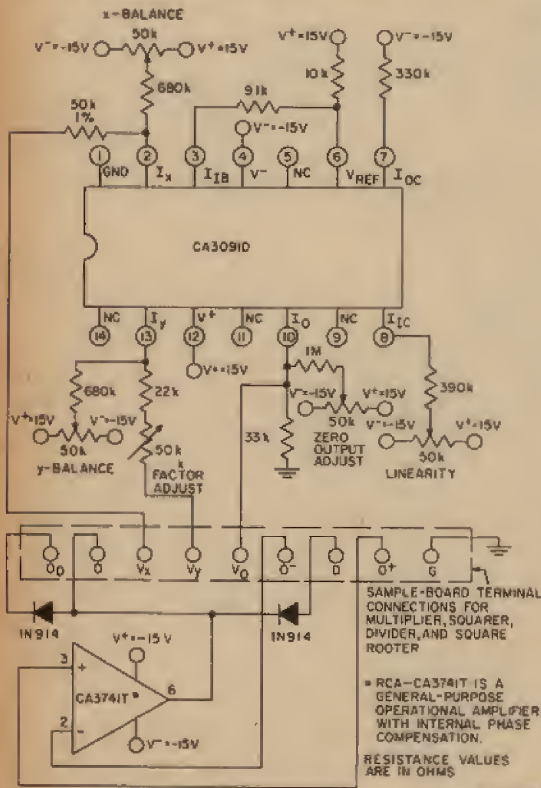 x-BALANCE
V⁻=-15V 50k V⁺=15V
680k
50k
1%
91k
V⁺=15V
10k
V⁻=-15V
330k
V⁻=-15V
1 2 3 4 5 6 7
GND Ix IIB V⁻ NC VREF IOC
CA3091D
NC Iy V⁺ NC IO NC IIC
14 13 12 11 10 9 8
680k
22k
V⁺=15V
1M
390k
V⁺=15V V⁻=-15V
50k
y-BALANCE
50k
k
FACTOR
ADJUST
33k
V⁻=-15V V⁺=15V
50k
ZERO
OUTPUT
ADJUST
V⁻=-15V V⁺=15V
50k
LINEARITY
OD O Vx Vy VO O⁻ D O⁺ G
1N914
1N914
SAMPLE-BOARD TERMINAL
CONNECTIONS FOR
MULTIPLIER, SQUARER,
DIVIDER, AND SQUARE
ROOTER
V⁺=15V
3 +
CA3741T*
6
2 -
V⁻=-15V
* RCA-CA3741T IS A
GENERAL-PURPOSE
OPERATIONAL AMPLIFIER
WITH INTERNAL PHASE
COMPENSATION.
RESISTANCE VALUES
ARE IN OHMS